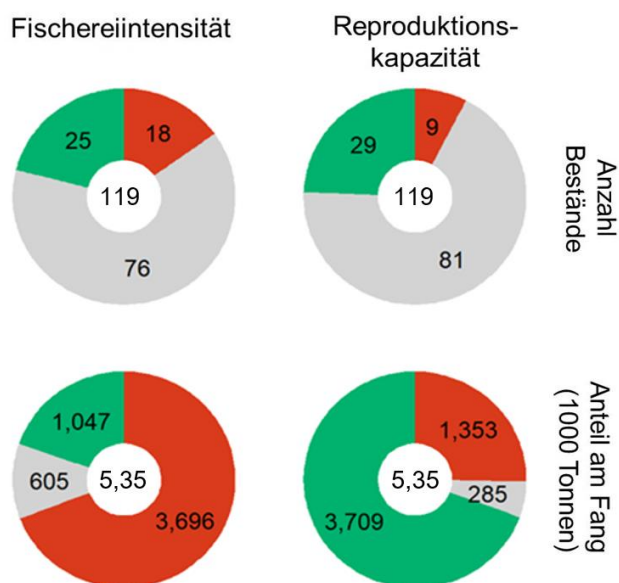 Fischereiintensität
Reproduktions-
kapazität
25
18
119
76
29
9
119
81
Anzahl
Bestände
1,047
605
5,35
3,696
1,353
285
5,35
3,709
Anteil am Fang
(1000 Tonnen)